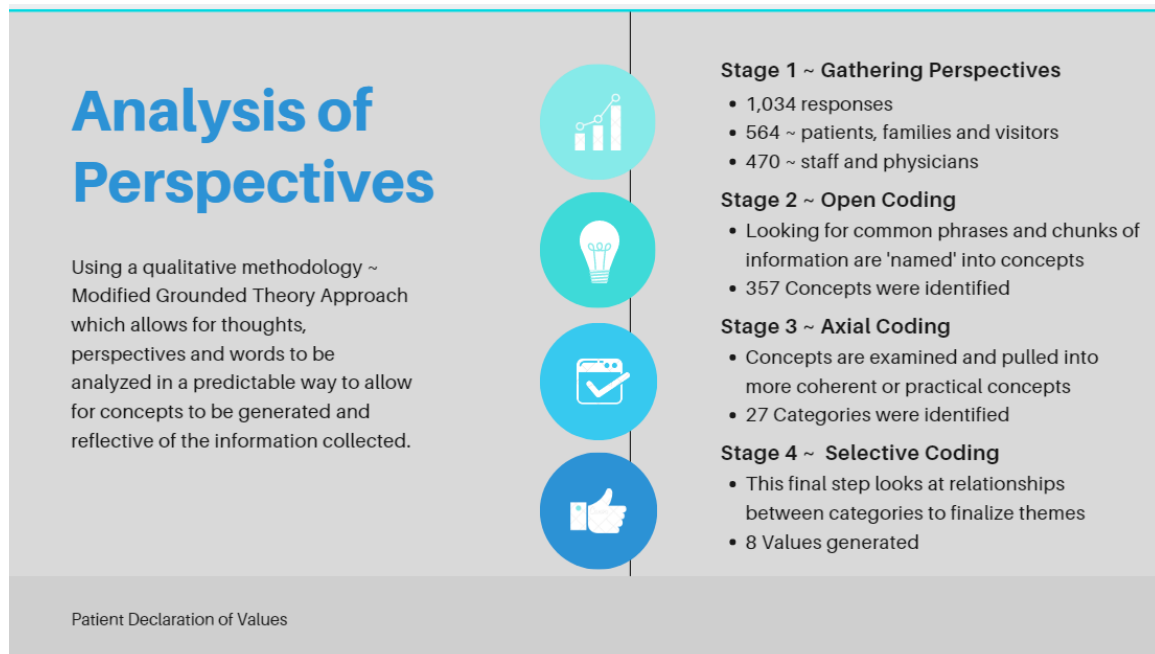 Analysis of
Perspectives
Using a qualitative methodology ~
Modified Grounded Theory Approach
which allows for thoughts,
perspectives and words to be
analyzed in a predictable way to allow
for concepts to be generated and
reflective of the information collected.
Stage 1 ~ Gathering Perspectives
• 1,034 responses
• 564 ~ patients, families and visitors
• 470 ~ staff and physicians
Stage 2 ~ Open Coding
• Looking for common phrases and chunks of
information are 'named' into concepts
• 357 Concepts were identified
Stage 3 ~ Axial Coding
• Concepts are examined and pulled into
more coherent or practical concepts
• 27 Categories were identified
Stage 4 ~ Selective Coding
• This final step looks at relationships
between categories to finalize themes
• 8 Values generated
Patient Declaration of Values